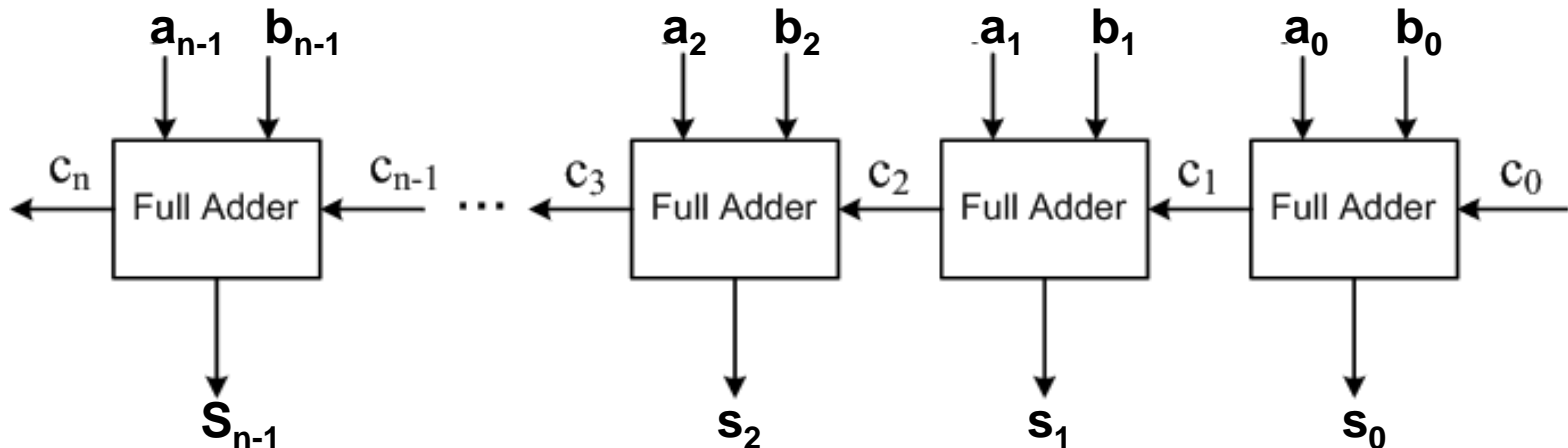 aₙ₋₁ bₙ₋₁ a₂ b₂ a₁ b₁ a₀ b₀
cₙ Full Adder cₙ₋₁ ... c₃ Full Adder c₂ Full Adder c₁ Full Adder c₀
Sₙ₋₁ s₂ s₁ s₀